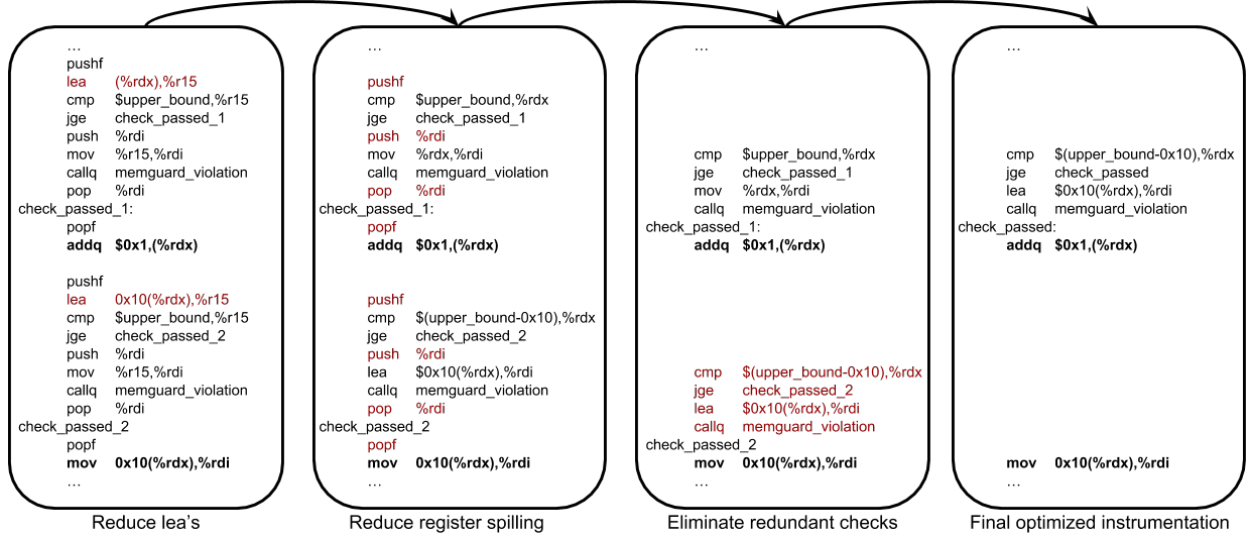 …
pushf
lea (%rdx),%r15
cmp $upper_bound,%r15
jge check_passed_1
push %rdi
mov %r15,%rdi
callq memguard_violation
pop %rdi
check_passed_1:
popf
addq $0x1,(%rdx)
pushf
lea 0x10(%rdx),%r15
cmp $upper_bound,%r15
jge check_passed_2
push %rdi
mov %r15,%rdi
callq memguard_violation
pop %rdi
check_passed_2
popf
mov 0x10(%rdx),%rdi
…
Reduce lea's
…
pushf
cmp $upper_bound,%rdx
jge check_passed_1
push %rdi
mov %rdx,%rdi
callq memguard_violation
pop %rdi
check_passed_1:
popf
addq $0x1,(%rdx)
pushf
cmp $(upper_bound-0x10),%rdx
jge check_passed_2
push %rdi
lea $0x10(%rdx),%rdi
callq memguard_violation
pop %rdi
check_passed_2
popf
mov 0x10(%rdx),%rdi
…
Reduce register spilling
…
cmp $upper_bound,%rdx
jge check_passed_1
mov %rdx,%rdi
callq memguard_violation
check_passed_1:
addq $0x1,(%rdx)
cmp $(upper_bound-0x10),%rdx
jge check_passed_2
lea $0x10(%rdx),%rdi
callq memguard_violation
check_passed_2
mov 0x10(%rdx),%rdi
…
Eliminate redundant checks
…
cmp $(upper_bound-0x10),%rdx
jge check_passed
lea $0x10(%rdx),%rdi
callq memguard_violation
check_passed:
addq $0x1,(%rdx)
mov 0x10(%rdx),%rdi
…
Final optimized instrumentation